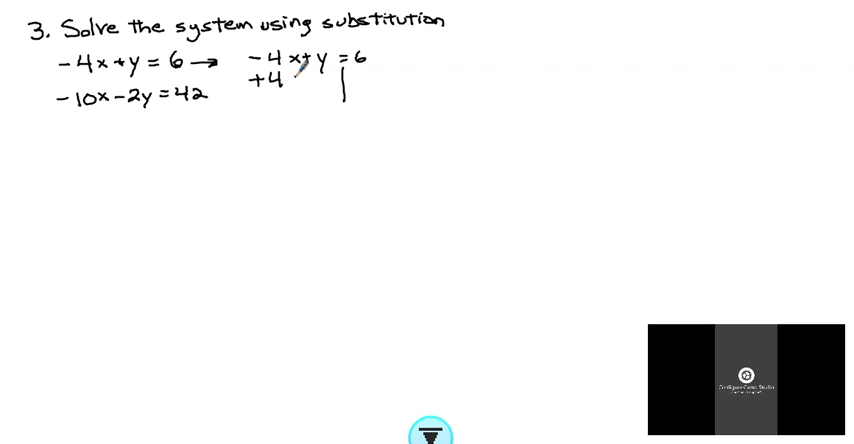 3. Solve the system using substitution
-4x+y=6 → -4x+y=6
+4
-10x-2y=42